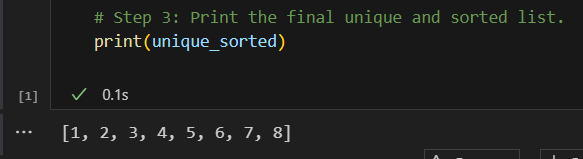 # Step 3: Print the final unique and sorted list.
print(unique_sorted)
[1]
0.1s
[1, 2, 3, 4, 5, 6, 7, 8]